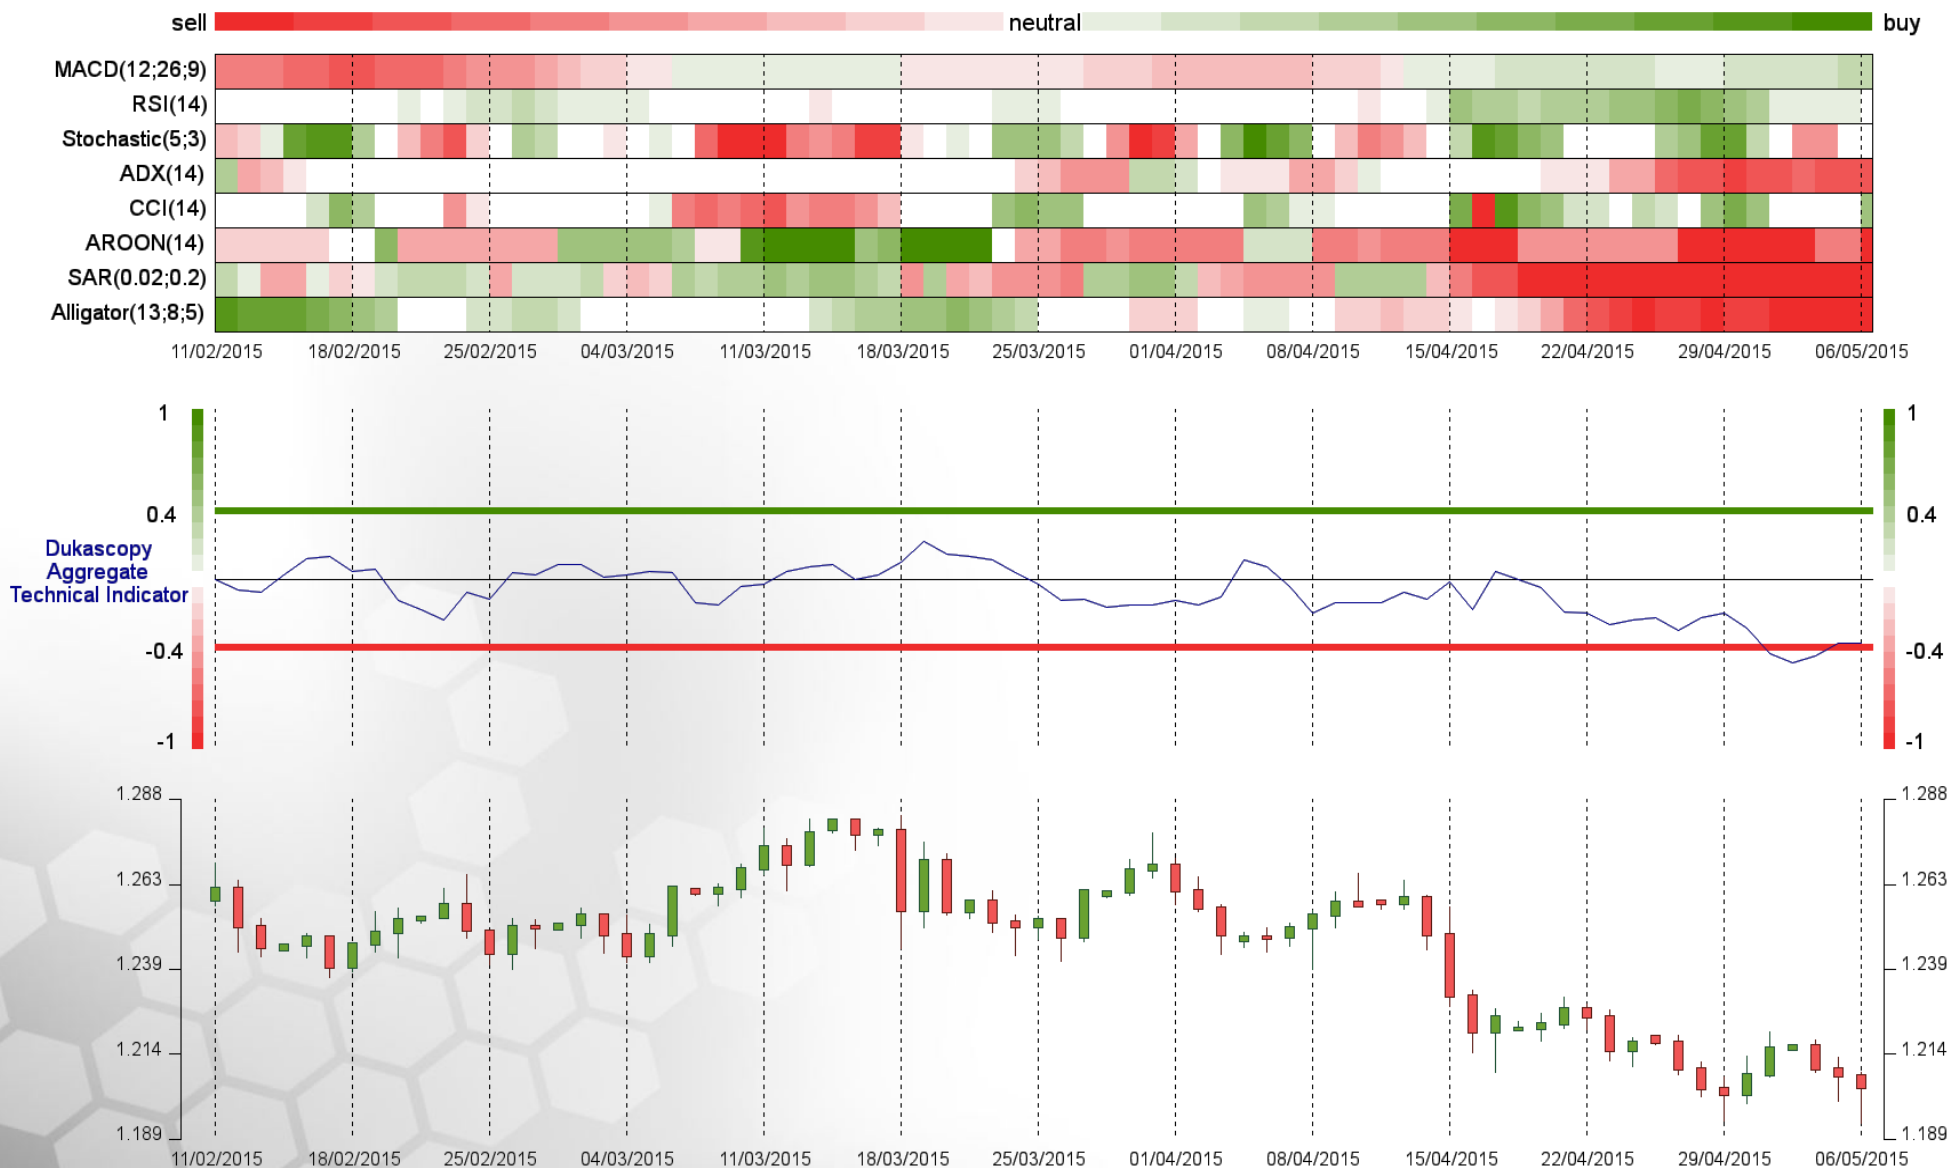 sell neutral buy
MACD(12;26;9)
RSI(14)
Stochastic(5;3)
ADX(14)
CCI(14)
AROON(14)
SAR(0.02;0.2)
Alligator(13;8;5)
11/02/2015 18/02/2015 25/02/2015 04/03/2015 11/03/2015 18/03/2015 25/03/2015 01/04/2015 08/04/2015 15/04/2015 22/04/2015 29/04/2015 06/05/2015
1 1
0.4 0.4
Dukascopy
Aggregate
Technical Indicator
-0.4 -0.4
-1 -1
1.288 1.288
1.263 1.263
1.239 1.239
1.214 1.214
1.189 1.189
11/02/2015 18/02/2015 25/02/2015 04/03/2015 11/03/2015 18/03/2015 25/03/2015 01/04/2015 08/04/2015 15/04/2015 22/04/2015 29/04/2015 06/05/2015